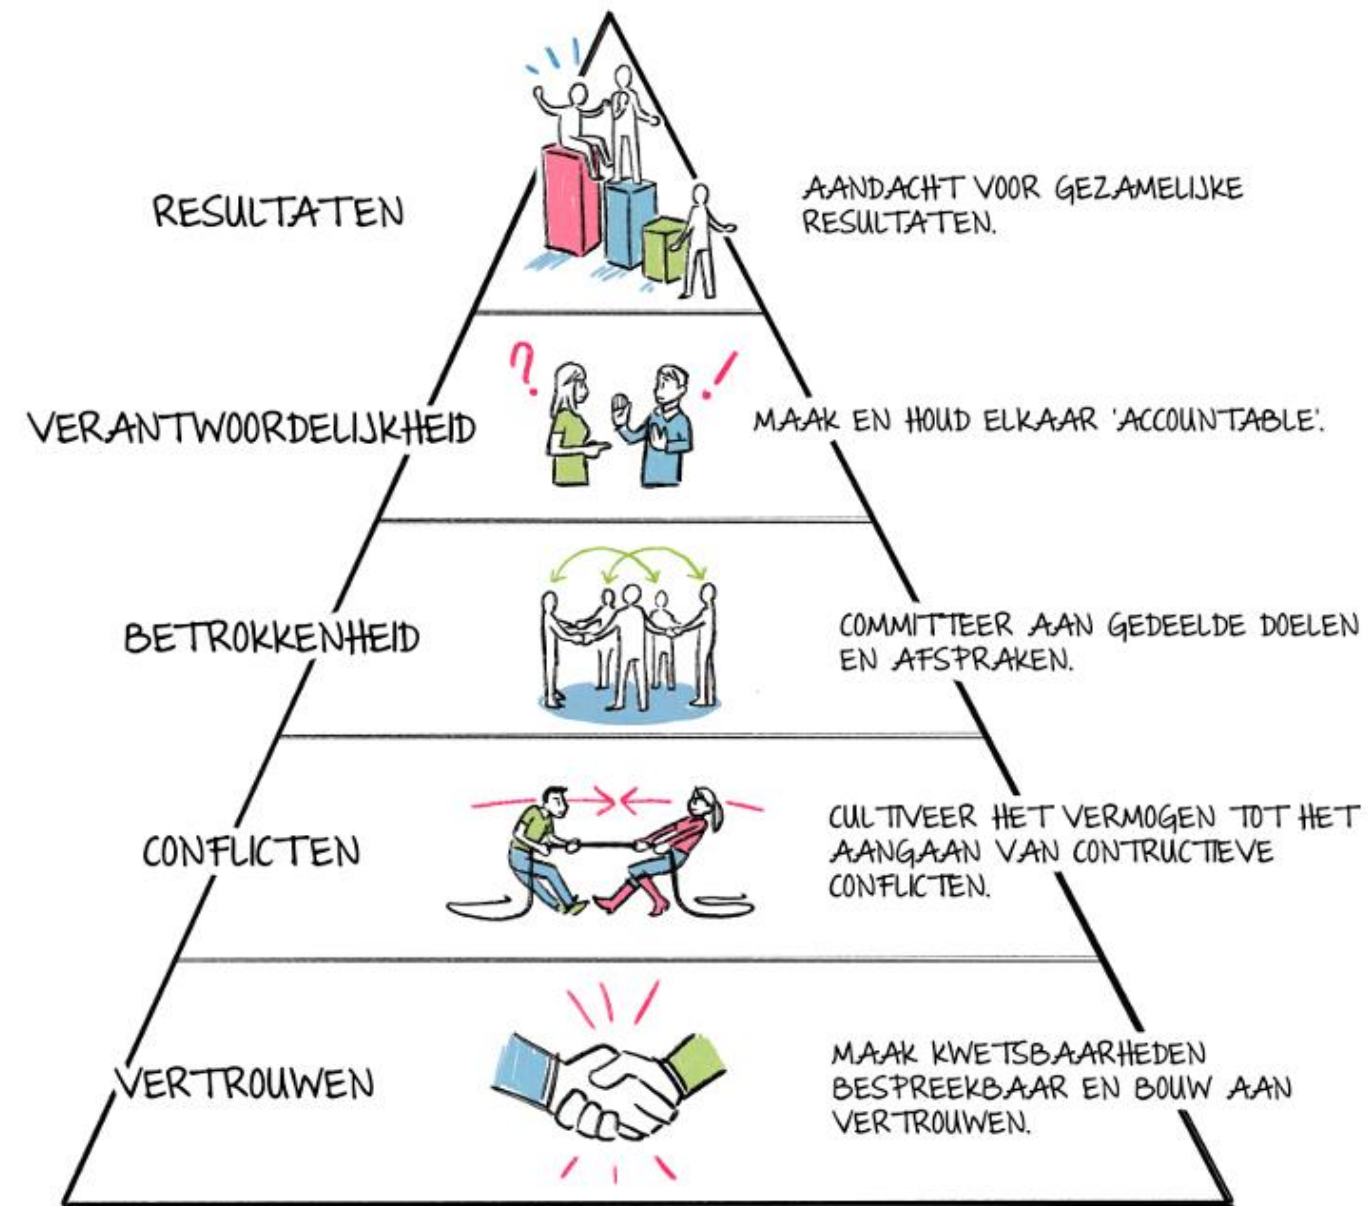 RESULTATEN
AANDACHT VOOR GEZAMELIJKE
RESULTATEN.
?
!
VERANTWOORDELIJKHEID
MAAK EN HOUD ELKAAR 'ACCOUNTABLE'.
BETROKKENHEID
COMMITTEER AAN GEDEELDE DOELEN
EN AFSPRAKEN.
CONFLICTEN
CULTIVEER HET VERMOGEN TOT HET
AANGAAN VAN CONTRUCTIEVE
CONFLICTEN.
VERTROUWEN
MAAK KWETSBAARHEDEN
BESPREEKBAAR EN BOUW AAN
VERTROUWEN.